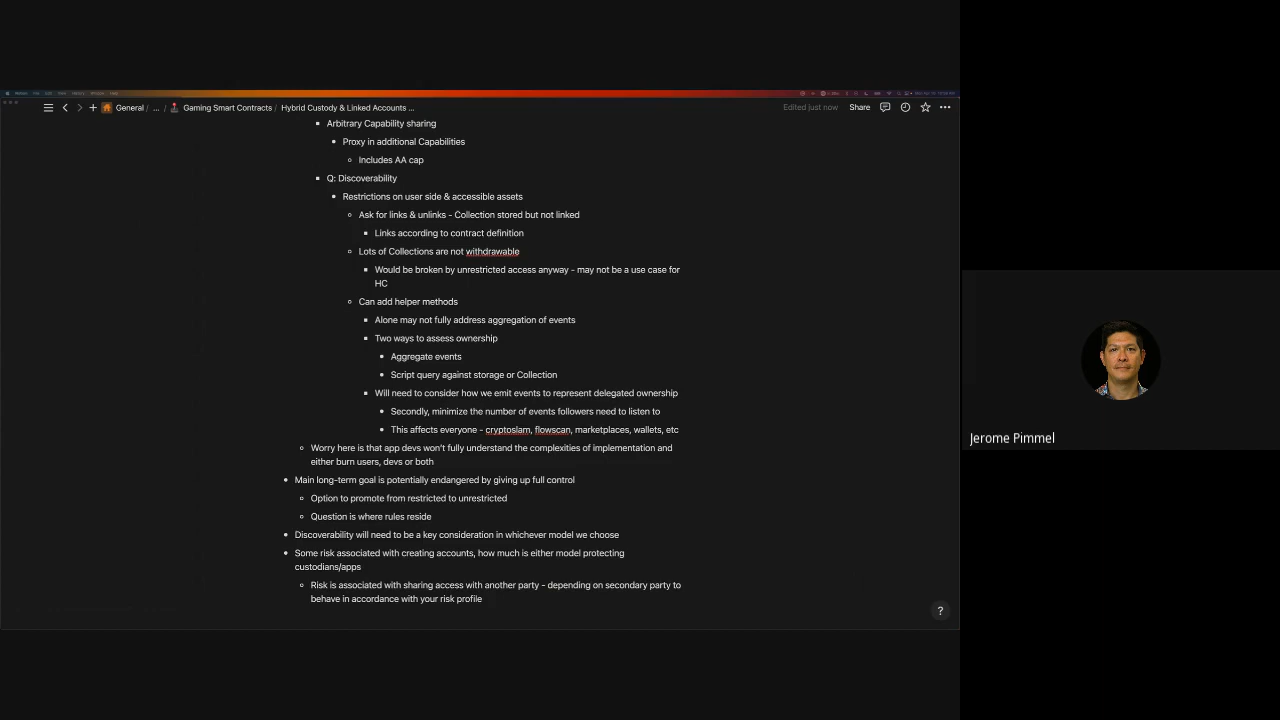 General / ... / Gaming Smart Contracts / Hybrid Custody & Linked Accounts ...
Edited just now Share
Arbitrary Capability sharing
Proxy in additional Capabilities
Includes AA cap
Q: Discoverability
Restrictions on user side & accessible assets
Ask for links & unlinks - Collection stored but not linked
Links according to contract definition
Lots of Collections are not withdrawable
Would be broken by unrestricted access anyway - may not be a use case for
HC
Can add helper methods
Alone may not fully address aggregation of events
Two ways to assess ownership
Aggregate events
Script query against storage or Collection
Will need to consider how we emit events to represent delegated ownership
Secondly, minimize the number of events followers need to listen to
This affects everyone - cryptoslam, flowscan, marketplaces, wallets, etc
Worry here is that app devs won't fully understand the complexities of implementation and
either burn users, devs or both
Main long-term goal is potentially endangered by giving up full control
Option to promote from restricted to unrestricted
Question is where rules reside
Discoverability will need to be a key consideration in whichever model we choose
Some risk associated with creating accounts, how much is either model protecting
custodians/apps
Risk is associated with sharing access with another party - depending on secondary party to
behave in accordance with your risk profile
?
Jerome Pimmel